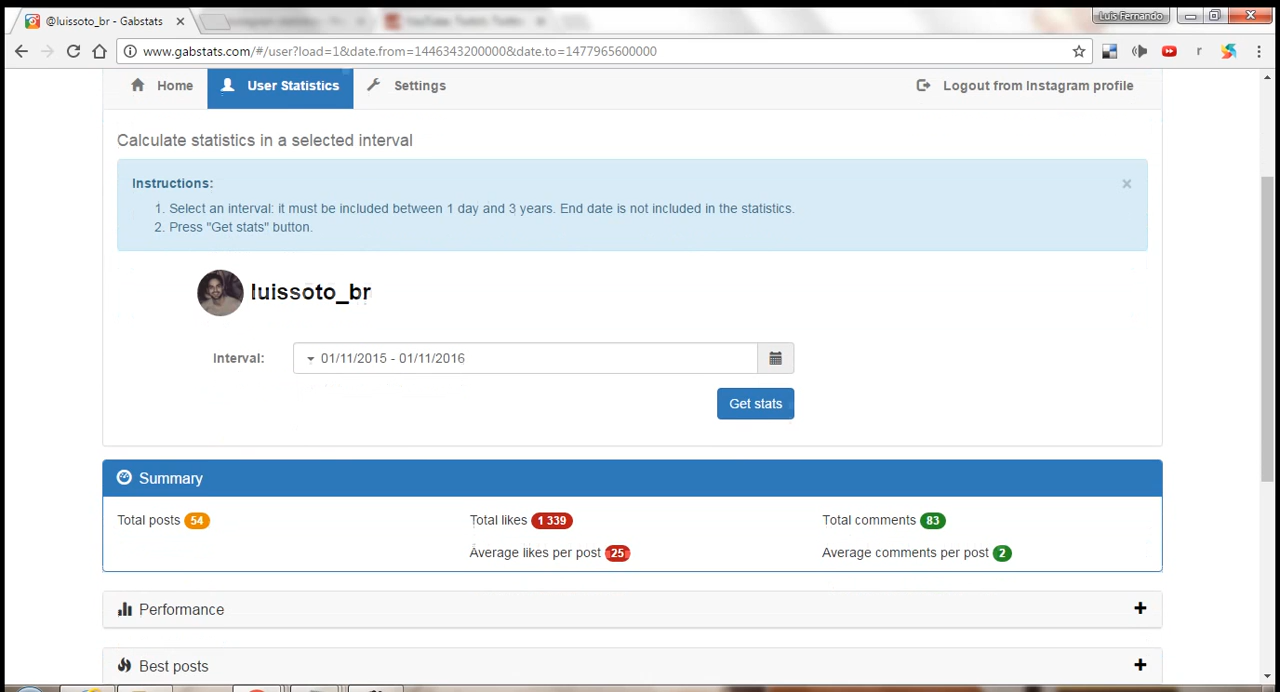 @luissoto_br - Gabstats
Luis Fernando
www.gabstats.com/#/user?load=1&date.from=1446343200000&date.to=1477965600000
Home User Statistics Settings Logout from Instagram profile
Calculate statistics in a selected interval
Instructions:
1. Select an interval: it must be included between 1 day and 3 years. End date is not included in the statistics.
2. Press "Get stats" button.
luissoto_br
Interval: 01/11/2015 - 01/11/2016
Get stats
Summary
Total posts 54 Total likes 1 339 Total comments 83
Average likes per post 25 Average comments per post 2
Performance
Best posts